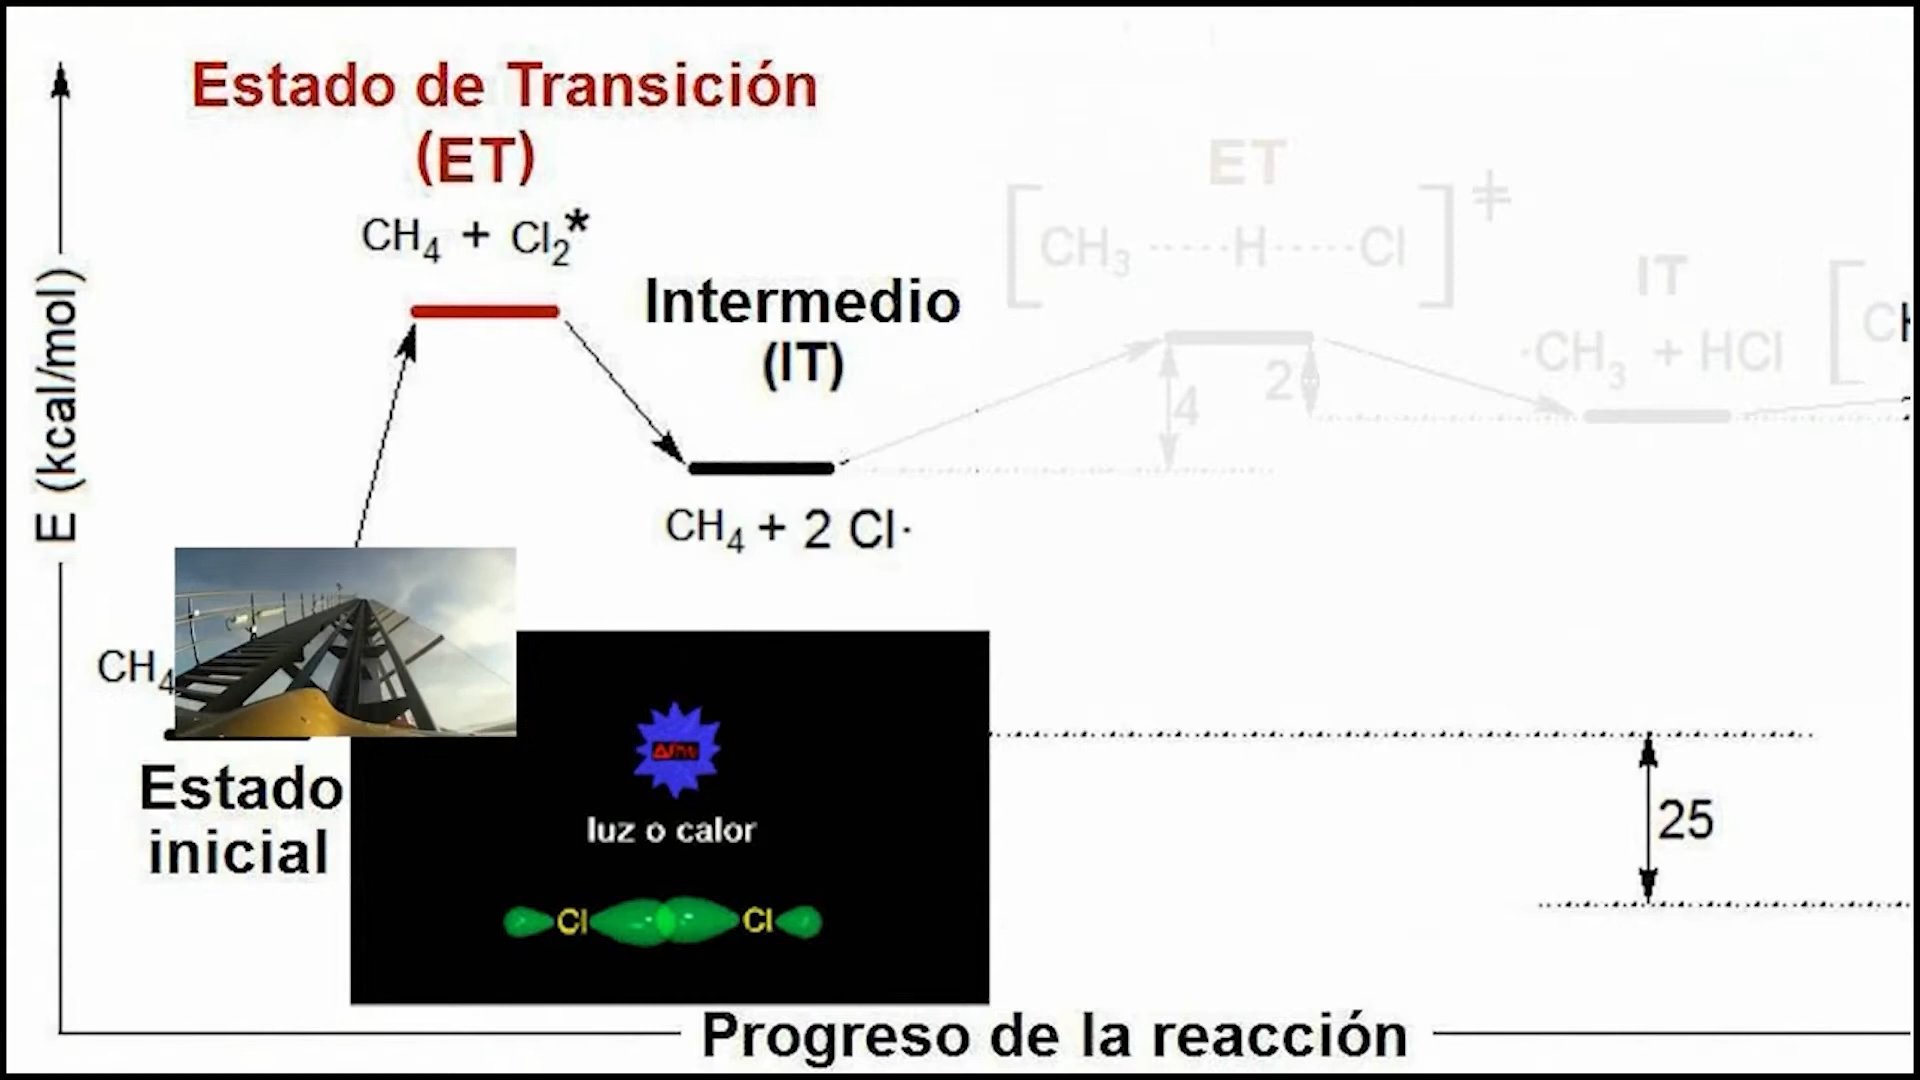 Estado de Transición
(ET)
CH4 + Cl2*
Intermedio
(IT)
CH4 + 2 Cl·
ET
[CH3 ----- H ----- Cl]‡
4
2
IT
·CH3 + HCl
[C
E (kcal/mol)
CH4
Estado
inicial
luz o calor
Cl Cl
25
Progreso de la reacción